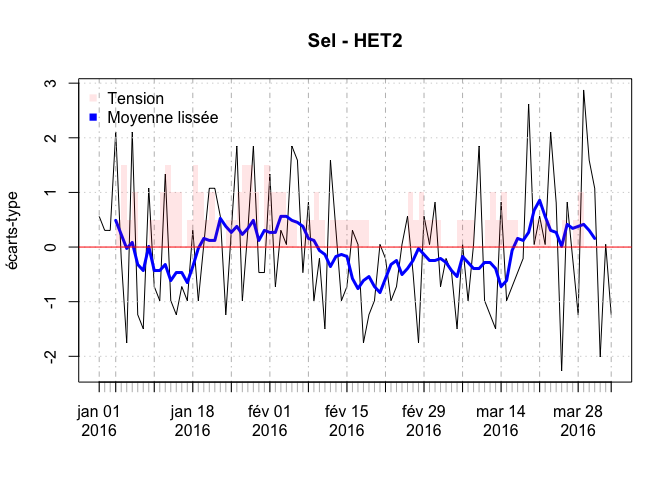 Sel - HET2
Tension
Moyenne lissée
écarts-type
3
2
1
0
-1
-2
jan 01 jan 18 fév 01 fév 15 fév 29 mar 14 mar 28
2016 2016 2016 2016 2016 2016 2016